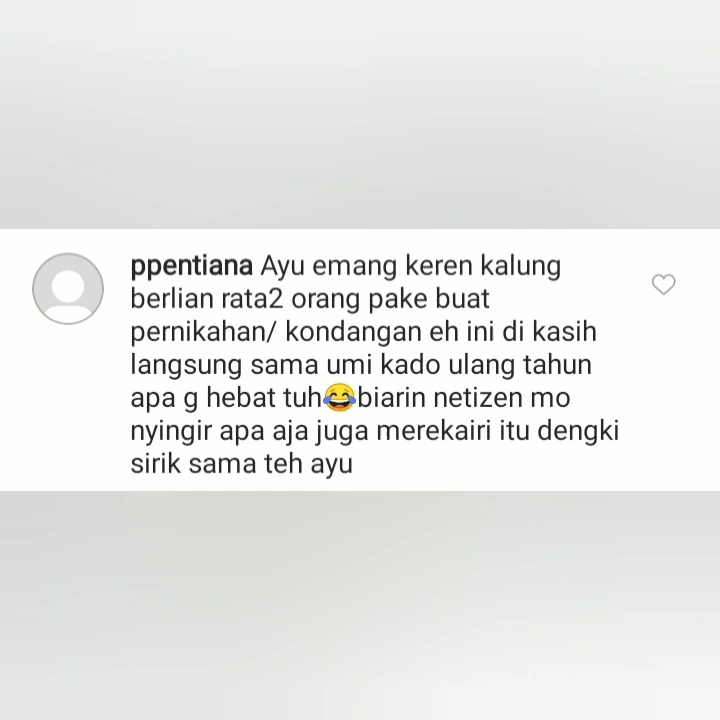 ppentiana Ayu emang keren kalung
berlian rata2 orang pake buat
pernikahan/ kondangan eh ini di kasih
langsung sama umi kado ulang tahun
apa g hebat tuh😂biarin netizen mo
nyingir apa aja juga merekairi itu dengki
sirik sama teh ayu